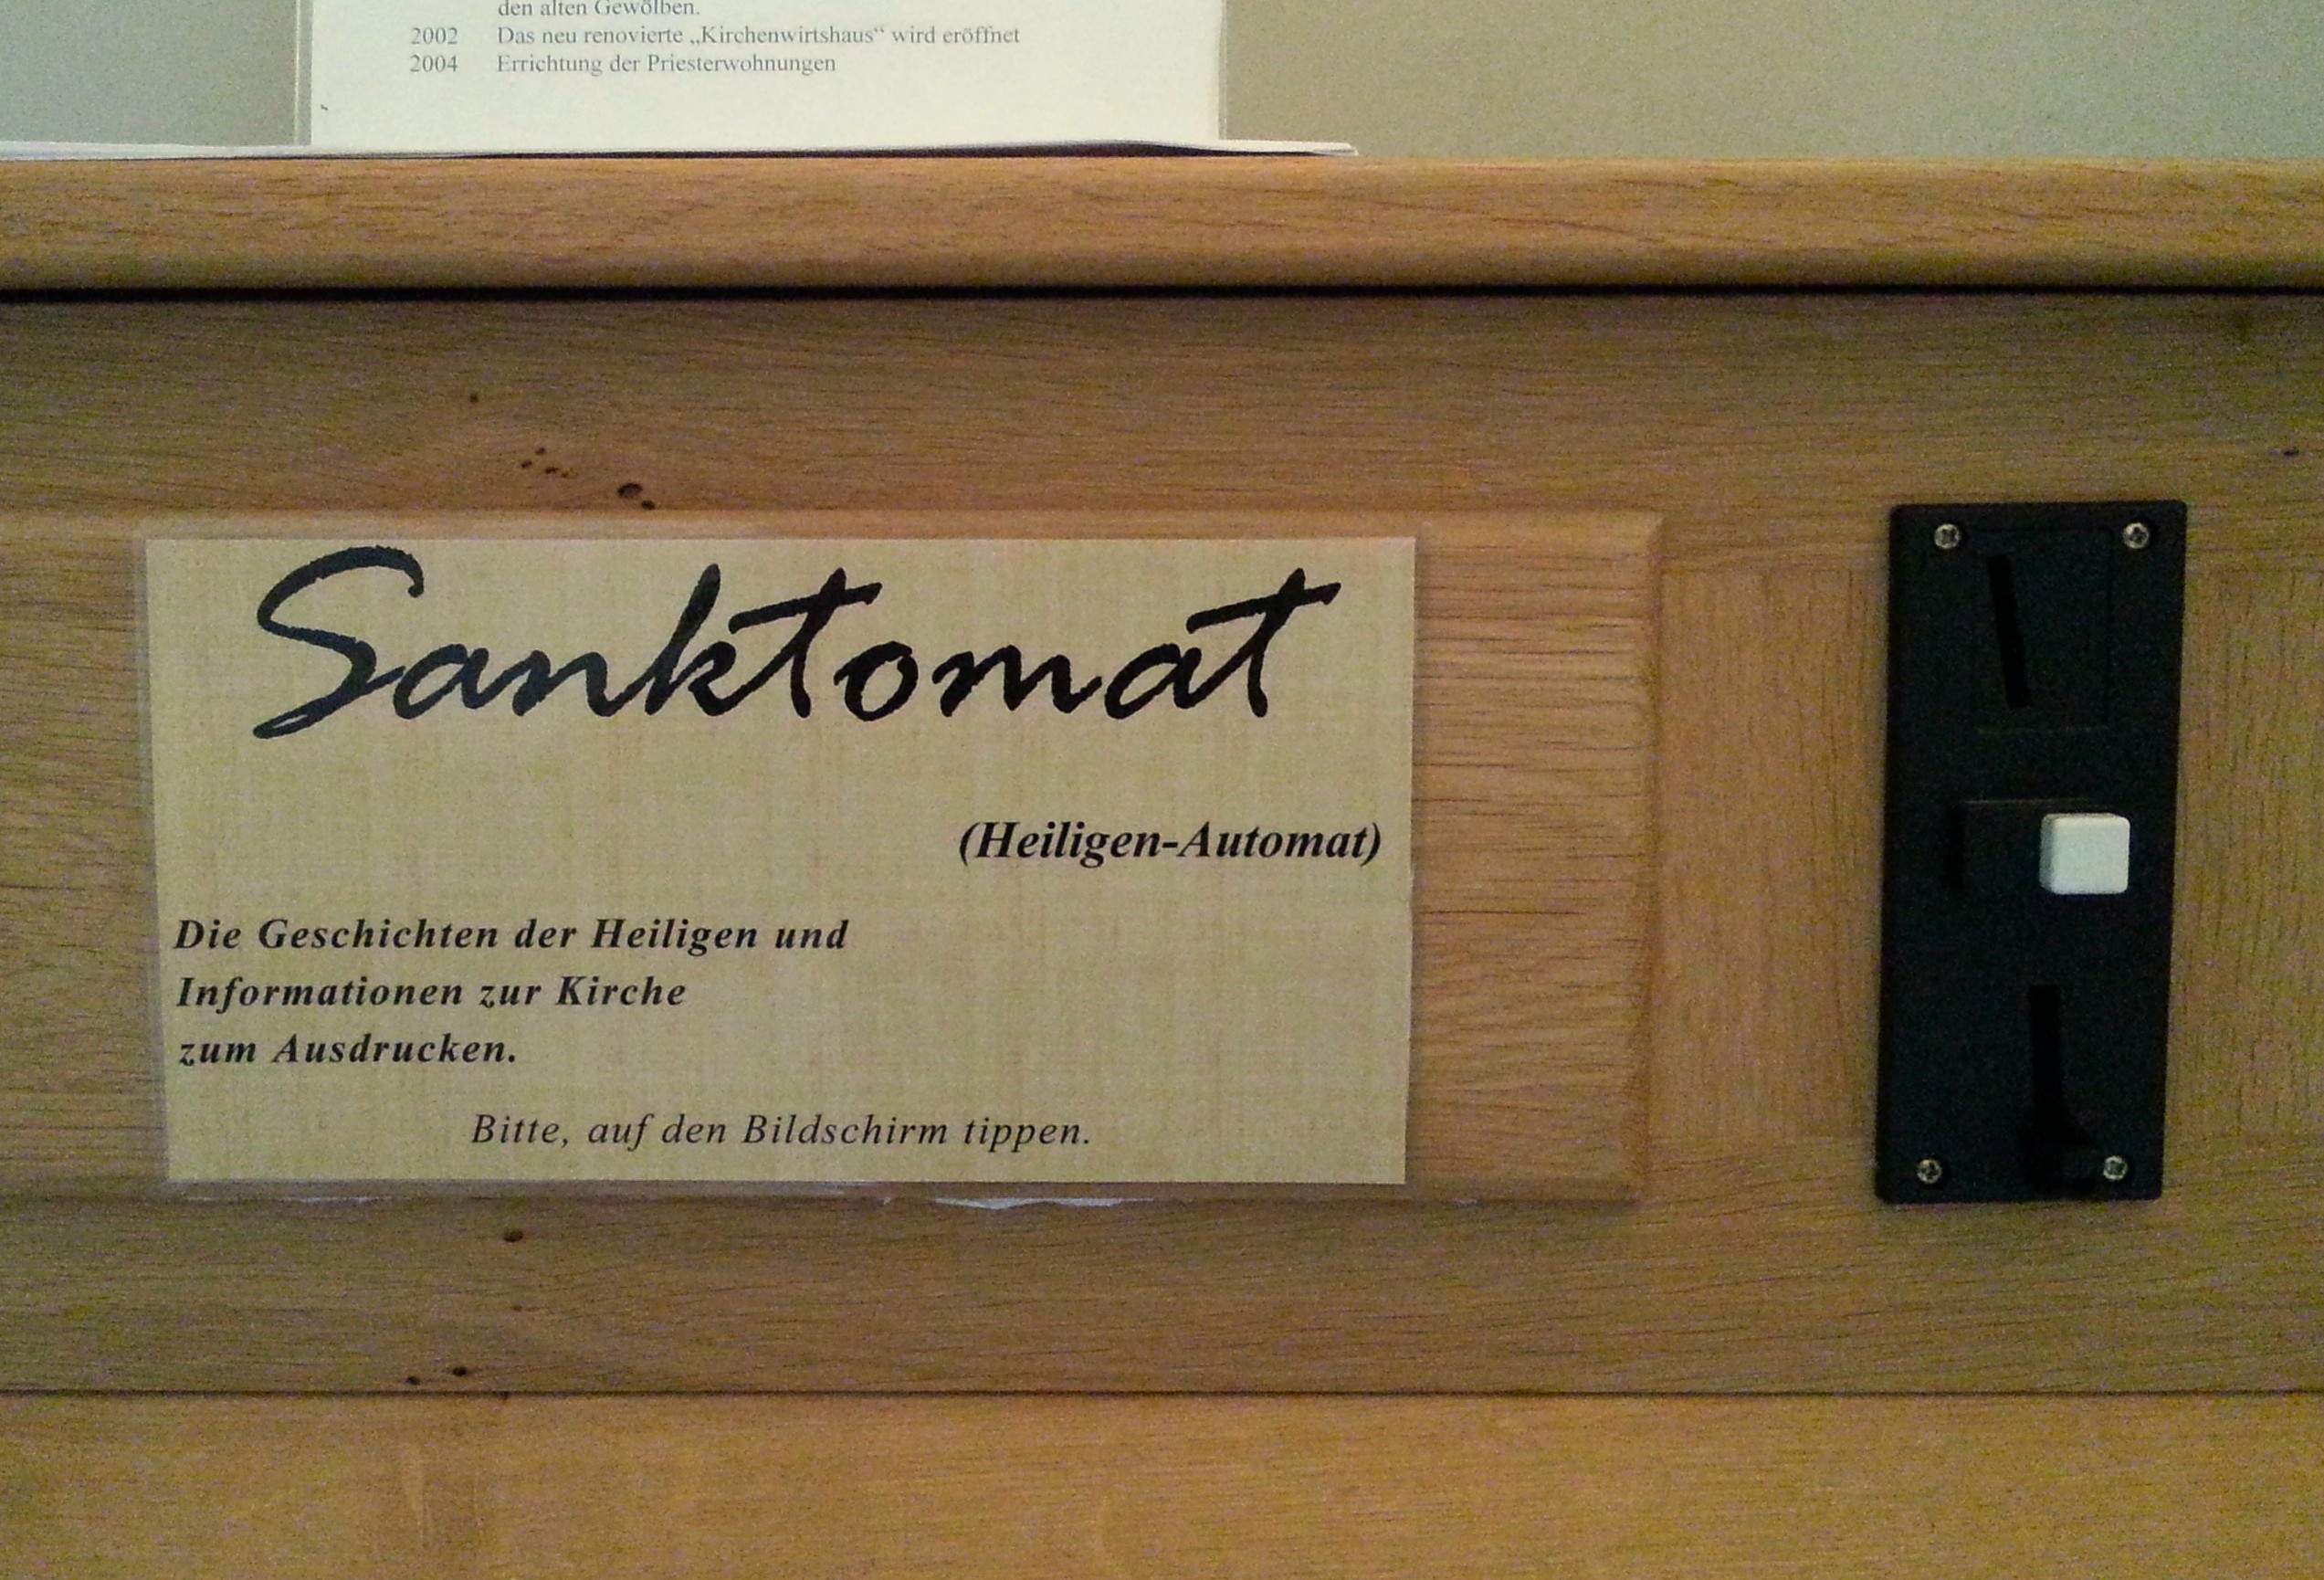 den alten Gewölben.
2002 Das neu renovierte „Kirchenwirtshaus“ wird eröffnet
2004 Errichtung der Priesterwohnungen
Sanktomat
(Heiligen-Automat)
Die Geschichten der Heiligen und
Informationen zur Kirche
zum Ausdrucken.
Bitte, auf den Bildschirm tippen.